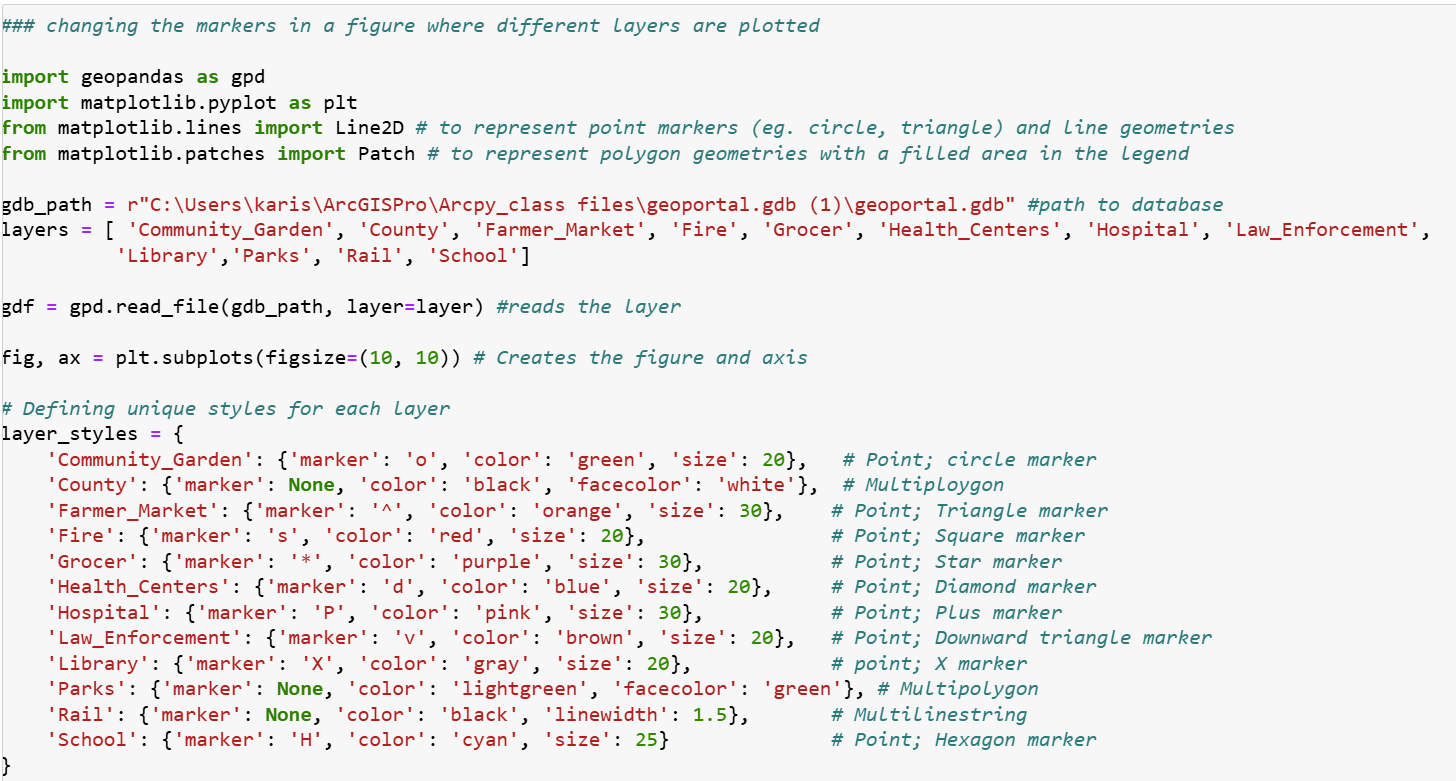 ### changing the markers in a figure where different layers are plotted
import geopandas as gpd
import matplotlib.pyplot as plt
from matplotlib.lines import Line2D # to represent point markers (eg. circle, triangle) and line geometries
from matplotlib.patches import Patch # to represent polygon geometries with a filled area in the legend
gdb_path = r"C:\Users\karis\ArcGISPro\Arcpy_class files\geoportal.gdb (1)\geoportal.gdb" #path to database
layers = [ 'Community_Garden', 'County', 'Farmer_Market', 'Fire', 'Grocer', 'Health_Centers', 'Hospital', 'Law_Enforcement',
'Library','Parks', 'Rail', 'School']
gdf = gpd.read_file(gdb_path, layer=layer) #reads the layer
fig, ax = plt.subplots(figsize=(10, 10)) # Creates the figure and axis
# Defining unique styles for each layer
layer_styles = {
'Community_Garden': {'marker': 'o', 'color': 'green', 'size': 20}, # Point; circle marker
'County': {'marker': None, 'color': 'black', 'facecolor': 'white'}, # Multiploygon
'Farmer_Market': {'marker': '^', 'color': 'orange', 'size': 30}, # Point; Triangle marker
'Fire': {'marker': 's', 'color': 'red', 'size': 20}, # Point; Square marker
'Grocer': {'marker': '*', 'color': 'purple', 'size': 30}, # Point; Star marker
'Health_Centers': {'marker': 'd', 'color': 'blue', 'size': 20}, # Point; Diamond marker
'Hospital': {'marker': 'P', 'color': 'pink', 'size': 30}, # Point; Plus marker
'Law_Enforcement': {'marker': 'v', 'color': 'brown', 'size': 20}, # Point; Downward triangle marker
'Library': {'marker': 'X', 'color': 'gray', 'size': 20}, # point; X marker
'Parks': {'marker': None, 'color': 'lightgreen', 'facecolor': 'green'}, # Multipolygon
'Rail': {'marker': None, 'color': 'black', 'linewidth': 1.5}, # Multilinestring
'School': {'marker': 'H', 'color': 'cyan', 'size': 25} # Point; Hexagon marker
}